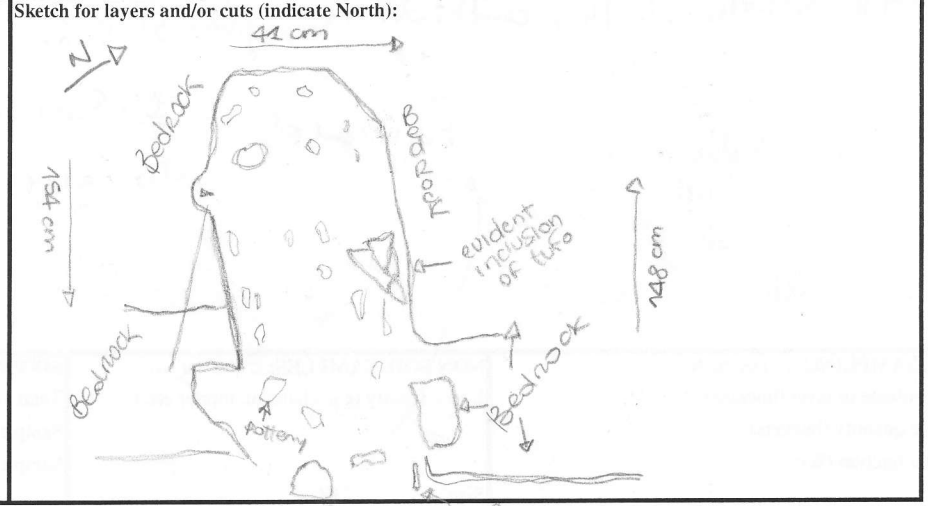 Sketch for layers and/or cuts (indicate North):
44 cm
N
Bedrock
Bedrock
154 cm
evident
inclusion
of tufo
148 cm
Bedrock
Bedrock
Pottery